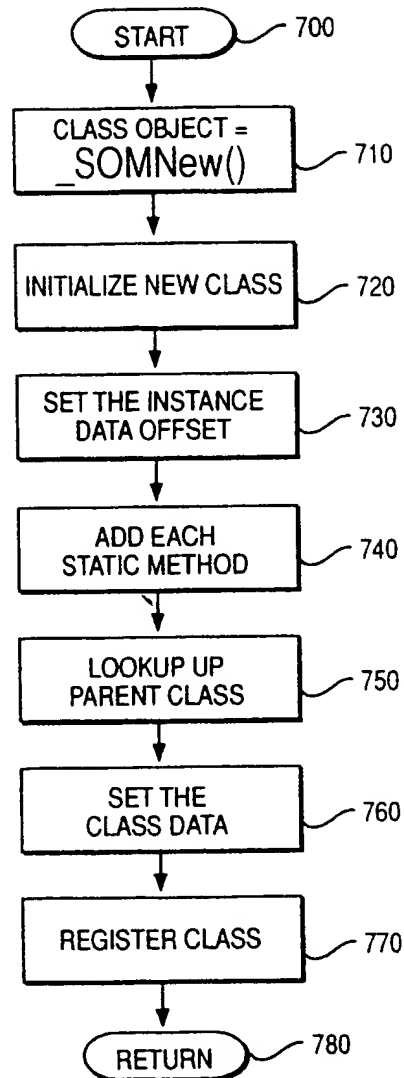 START
700
CLASS OBJECT =
_SOMNew()
710
INITIALIZE NEW CLASS
720
SET THE INSTANCE
DATA OFFSET
730
ADD EACH
STATIC METHOD
740
LOOKUP UP
PARENT CLASS
750
SET THE
CLASS DATA
760
REGISTER CLASS
770
RETURN
780